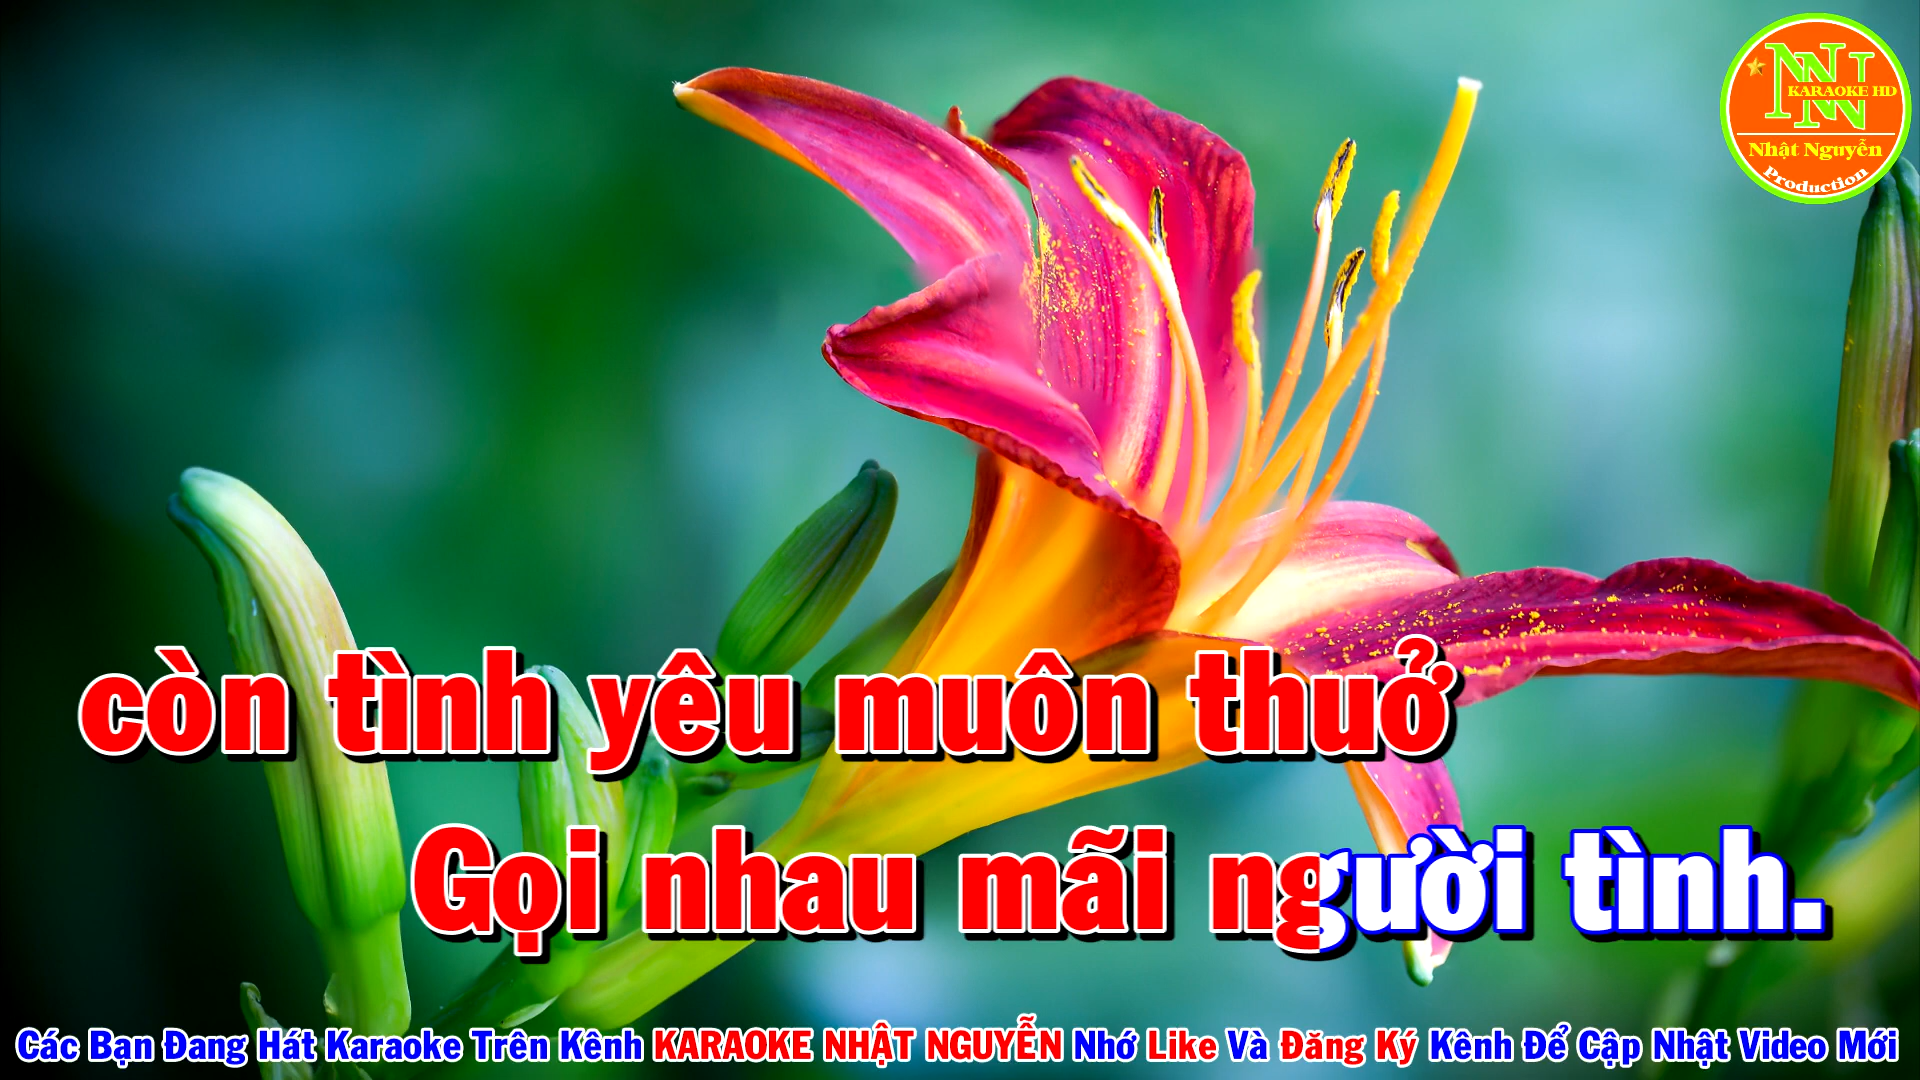 NN
KARAOKE HD
Nhật Nguyễn
Production
còn tình yêu muôn thuở
Gọi nhau mãi người tình.
Các Bạn Đang Hát Karaoke Trên Kênh KARAOKE NHẬT NGUYỄN Nhớ Like Và Đăng Ký Kênh Để Cập Nhật Video Mới